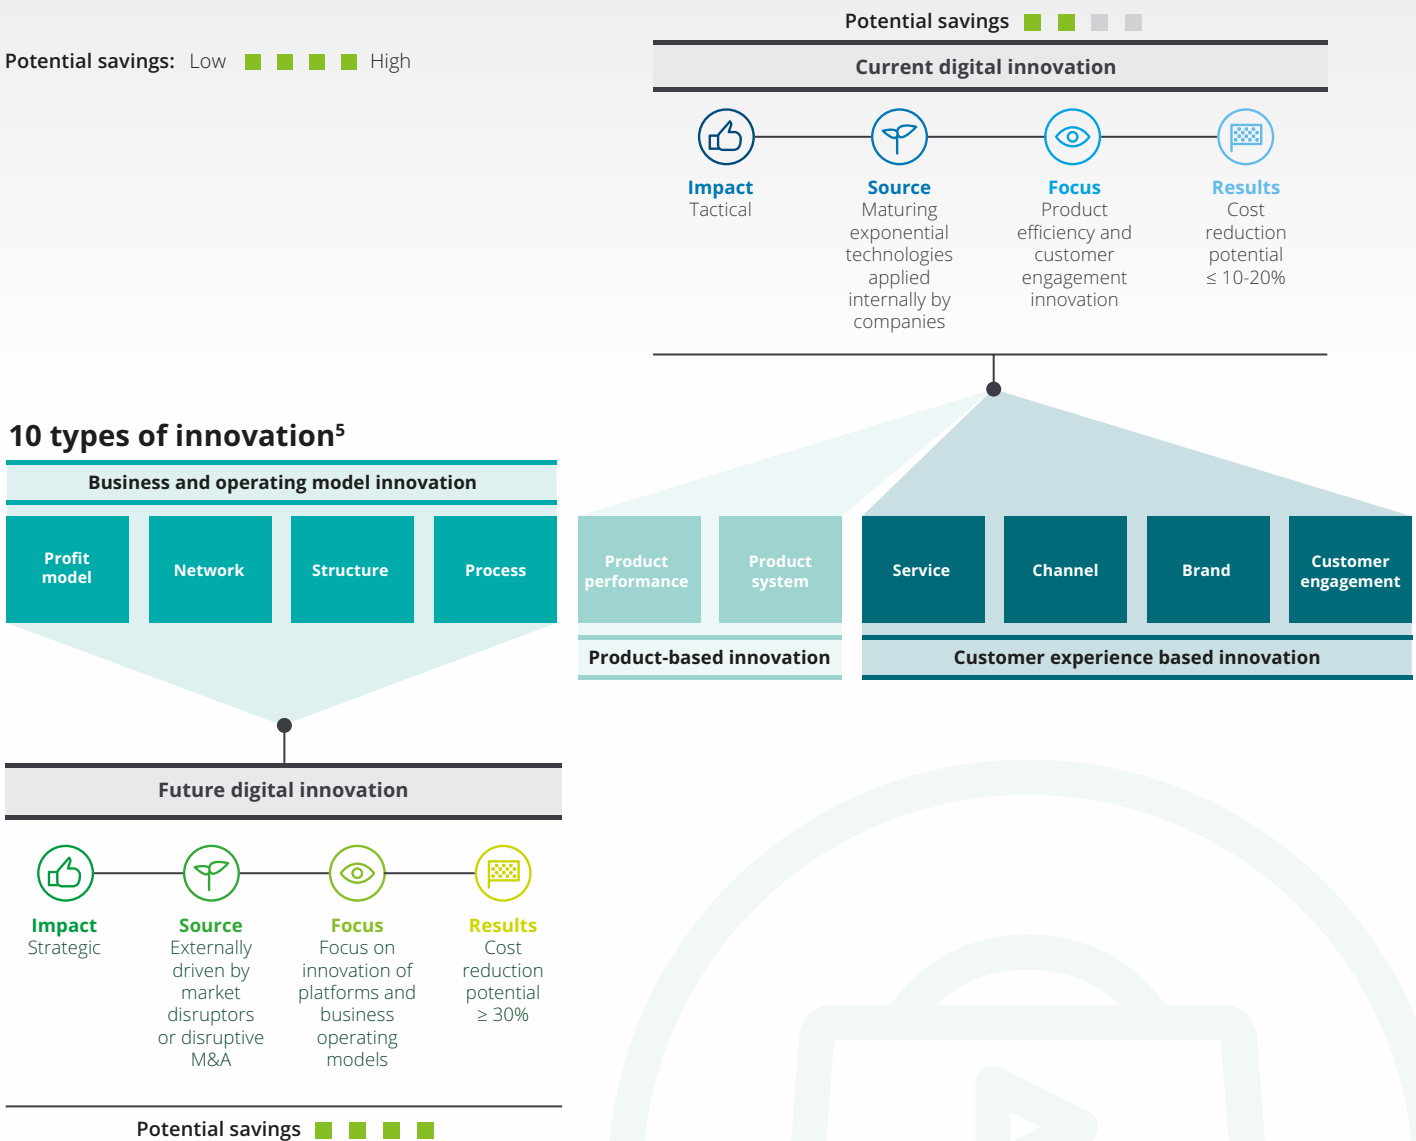 Potential savings
Potential savings: Low High
Current digital innovation
Impact
Tactical
Source
Maturing
exponential
technologies
applied
internally by
companies
Focus
Product
efficiency and
customer
engagement
innovation
Results
Cost
reduction
potential
≤ 10-20%
10 types of innovation⁵
Business and operating model innovation
Profit
model
Network
Structure
Process
Product
performance
Product
system
Service
Channel
Brand
Customer
engagement
Product-based innovation
Customer experience based innovation
Future digital innovation
Impact
Strategic
Source
Externally
driven by
market
disruptors
or disruptive
M&A
Focus
Focus on
innovation of
platforms and
business
operating
models
Results
Cost
reduction
potential
≥ 30%
Potential savings